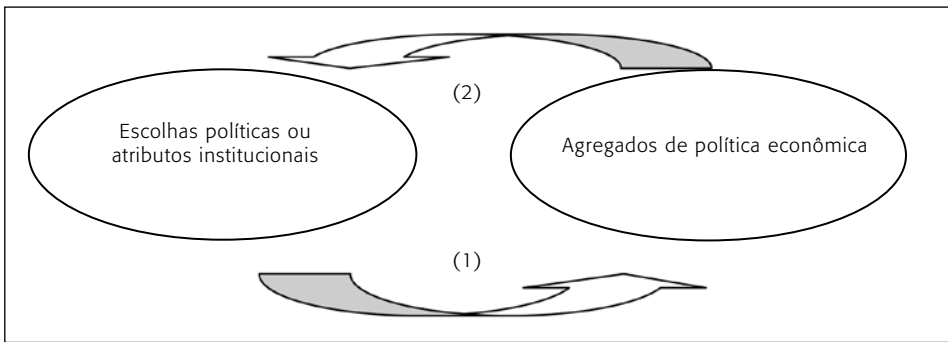 (2)
Escolhas políticas ou
atributos institucionais
Agregados de política econômica
(1)